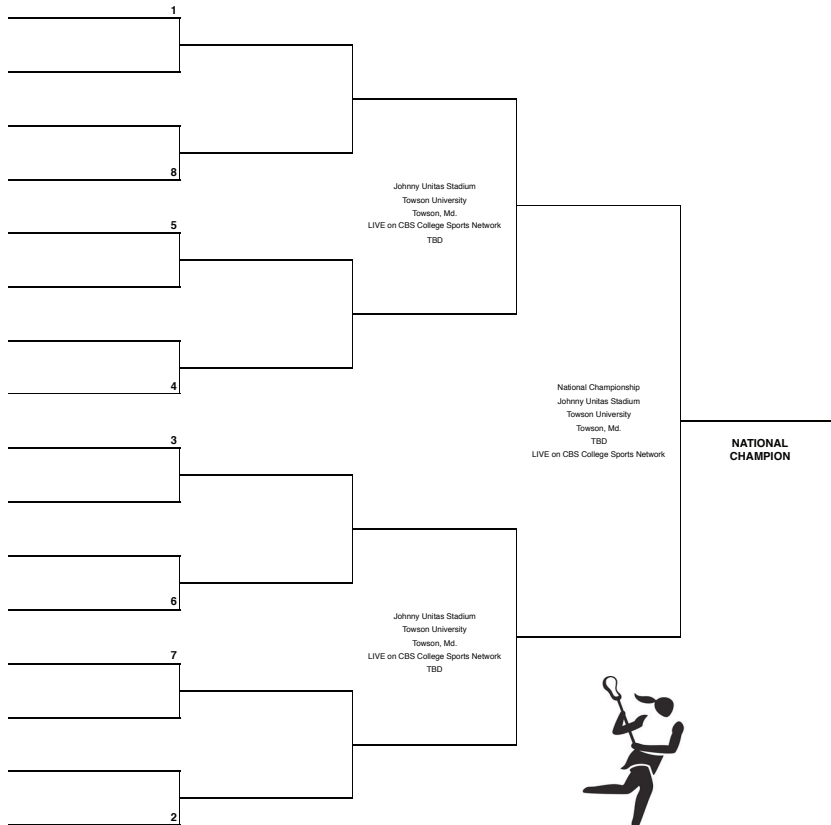 1
8
Johnny Unitas Stadium
Towson University
Towson, Md.
LIVE on CBS College Sports Network
TBD
5
4
National Championship
Johnny Unitas Stadium
Towson University
Towson, Md.
TBD
LIVE on CBS College Sports Network
NATIONAL
CHAMPION
3
6
Johnny Unitas Stadium
Towson University
Towson, Md.
LIVE on CBS College Sports Network
TBD
7
2